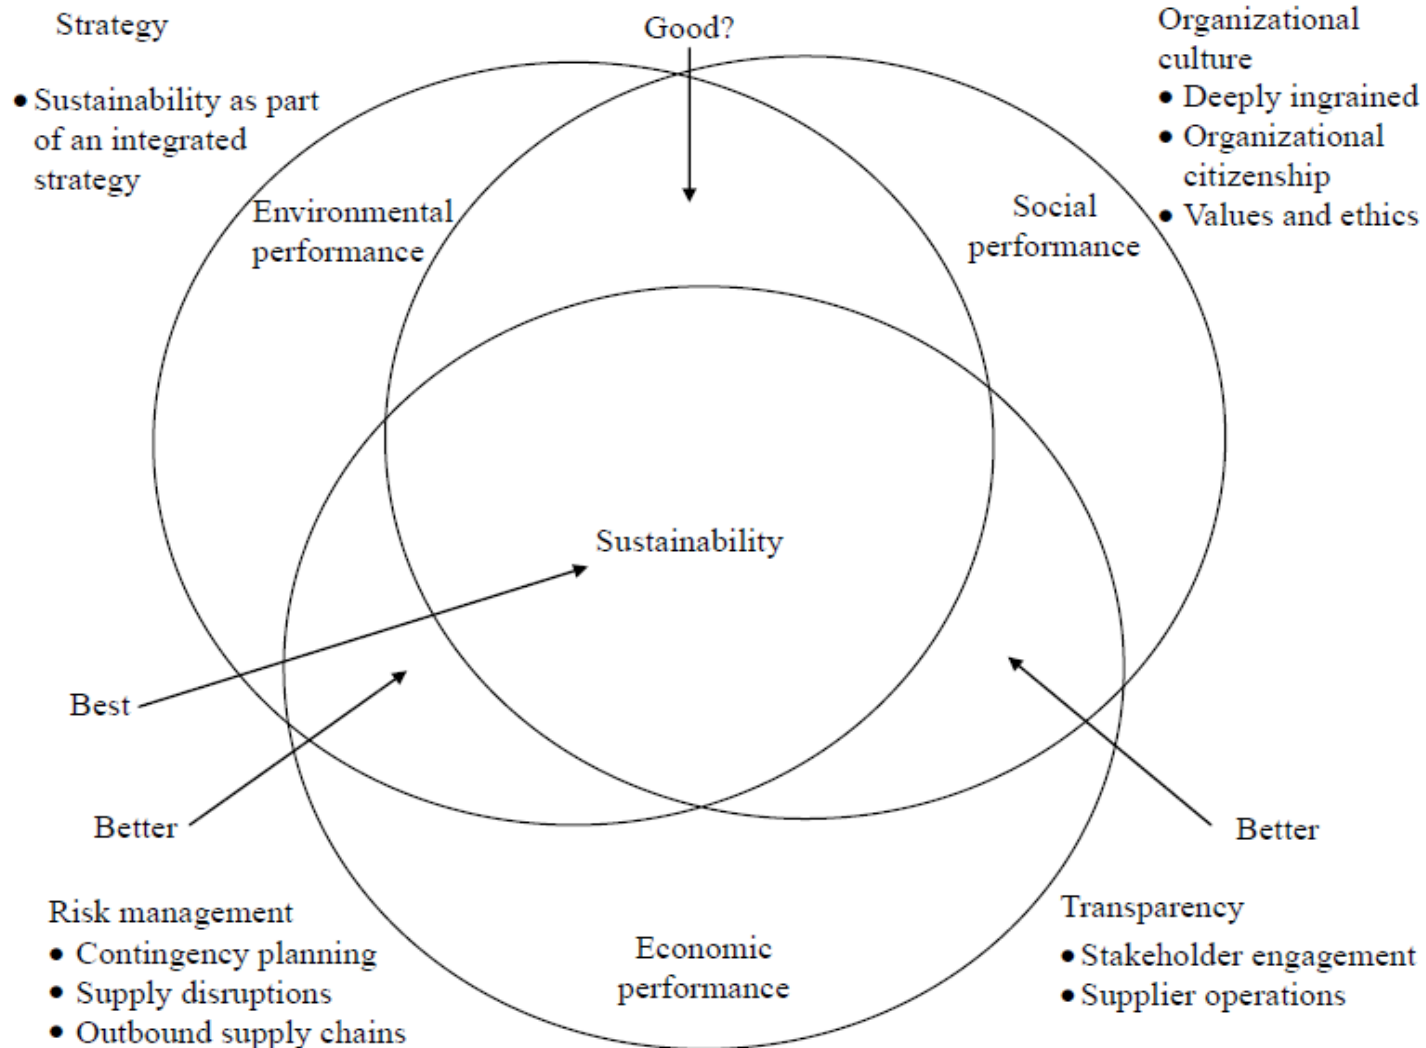 Strategy
• Sustainability as part
of an integrated
strategy
Good?
Organizational
culture
• Deeply ingrained
• Organizational
citizenship
• Values and ethics
Environmental
performance
Social
performance
Sustainability
Best
Better
Better
Risk management
• Contingency planning
• Supply disruptions
• Outbound supply chains
Economic
performance
Transparency
• Stakeholder engagement
• Supplier operations